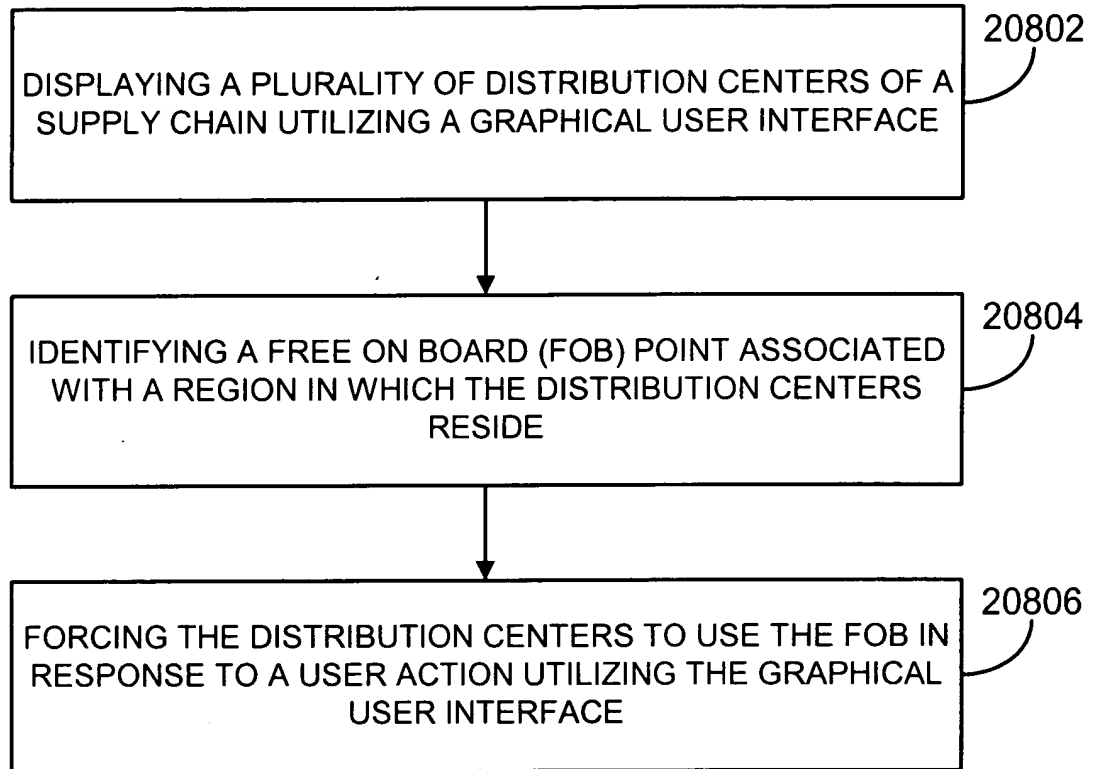 20802
DISPLAYING A PLURALITY OF DISTRIBUTION CENTERS OF A
SUPPLY CHAIN UTILIZING A GRAPHICAL USER INTERFACE
20804
IDENTIFYING A FREE ON BOARD (FOB) POINT ASSOCIATED
WITH A REGION IN WHICH THE DISTRIBUTION CENTERS
RESIDE
20806
FORCING THE DISTRIBUTION CENTERS TO USE THE FOB IN
RESPONSE TO A USER ACTION UTILIZING THE GRAPHICAL
USER INTERFACE